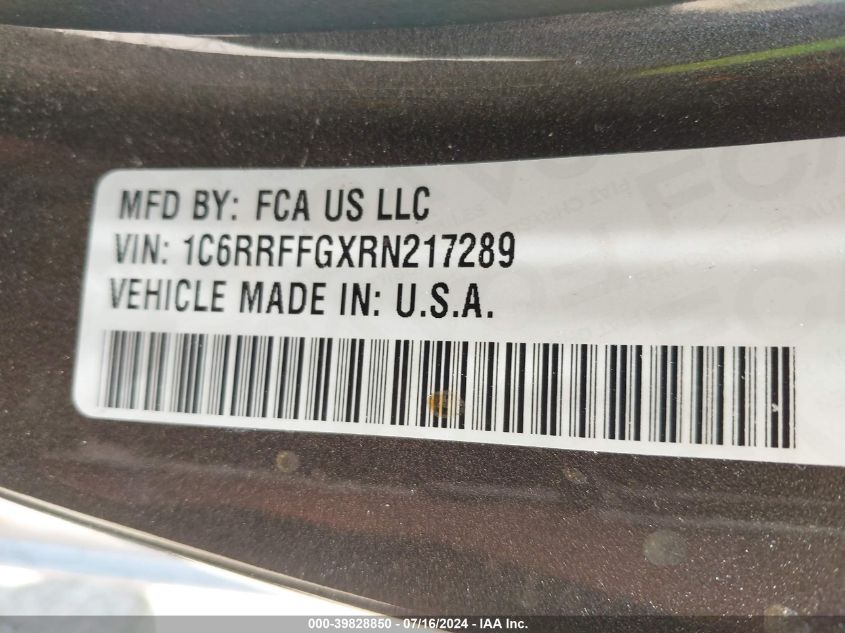 MFD BY: FCA US LLC
VIN: 1C6RRFFGXRN217289
VEHICLE MADE IN: U.S.A.
000-39828850 - 07/16/2024 - IAA Inc.